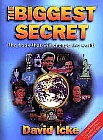 THE
BIGGEST
SECRET
The book that will change the world
David Icke